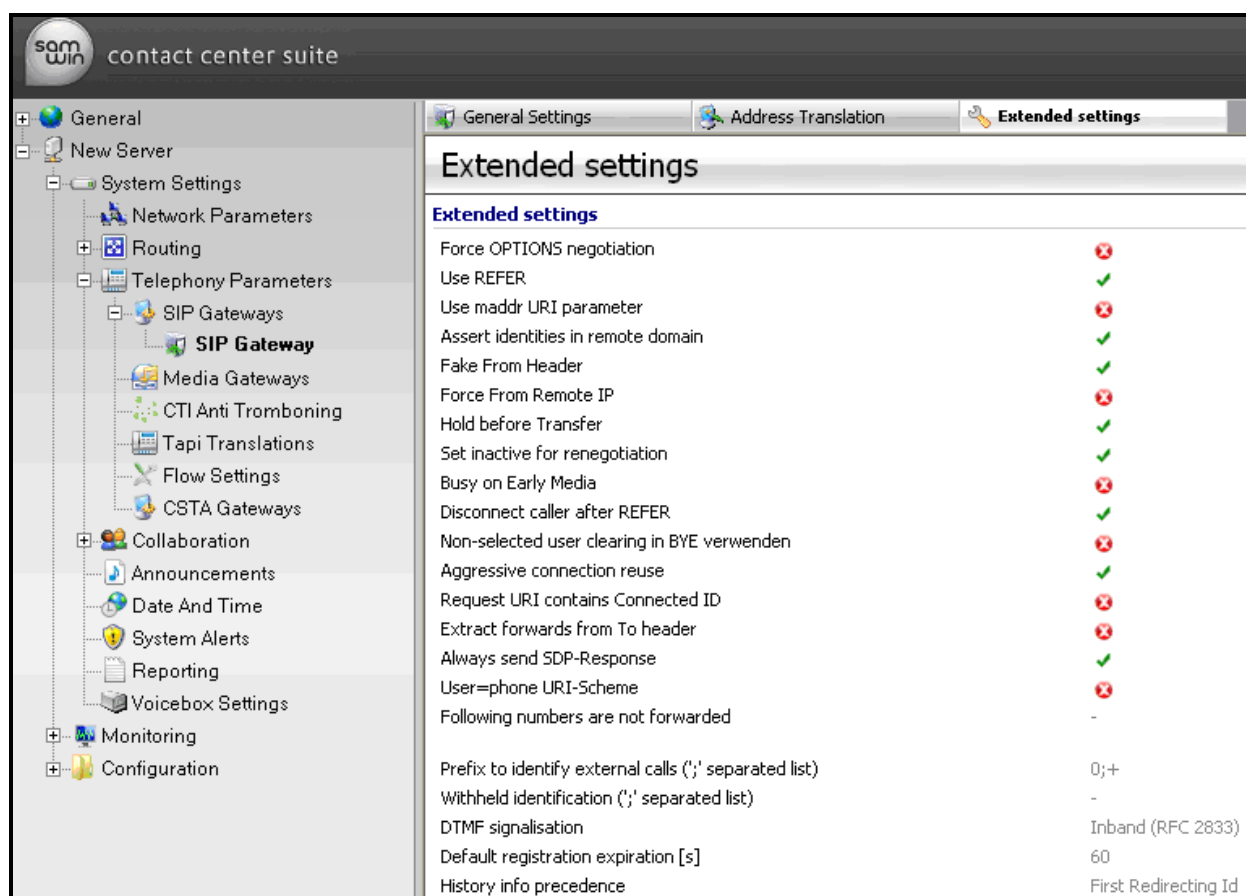 sam win contact center suite
General
New Server
System Settings
Network Parameters
Routing
Telephony Parameters
SIP Gateways
SIP Gateway
Media Gateways
CTI Anti Tromboning
Tapi Translations
Flow Settings
CSTA Gateways
Collaboration
Announcements
Date And Time
System Alerts
Reporting
Voicebox Settings
Monitoring
Configuration
General Settings Address Translation Extended settings
Extended settings
Extended settings
Force OPTIONS negotiation
Use REFER
Use maddr URI parameter
Assert identities in remote domain
Fake From Header
Force From Remote IP
Hold before Transfer
Set inactive for renegotiation
Busy on Early Media
Disconnect caller after REFER
Non-selected user clearing in BYE verwenden
Aggressive connection reuse
Request URI contains Connected ID
Extract forwards from To header
Always send SDP-Response
User=phone URI-Scheme
Following numbers are not forwarded -
Prefix to identify external calls (';' separated list) 0;+
Withheld identification (';' separated list) -
DTMF signalisation Inband (RFC 2833)
Default registration expiration [s] 60
History info precedence First Redirecting Id